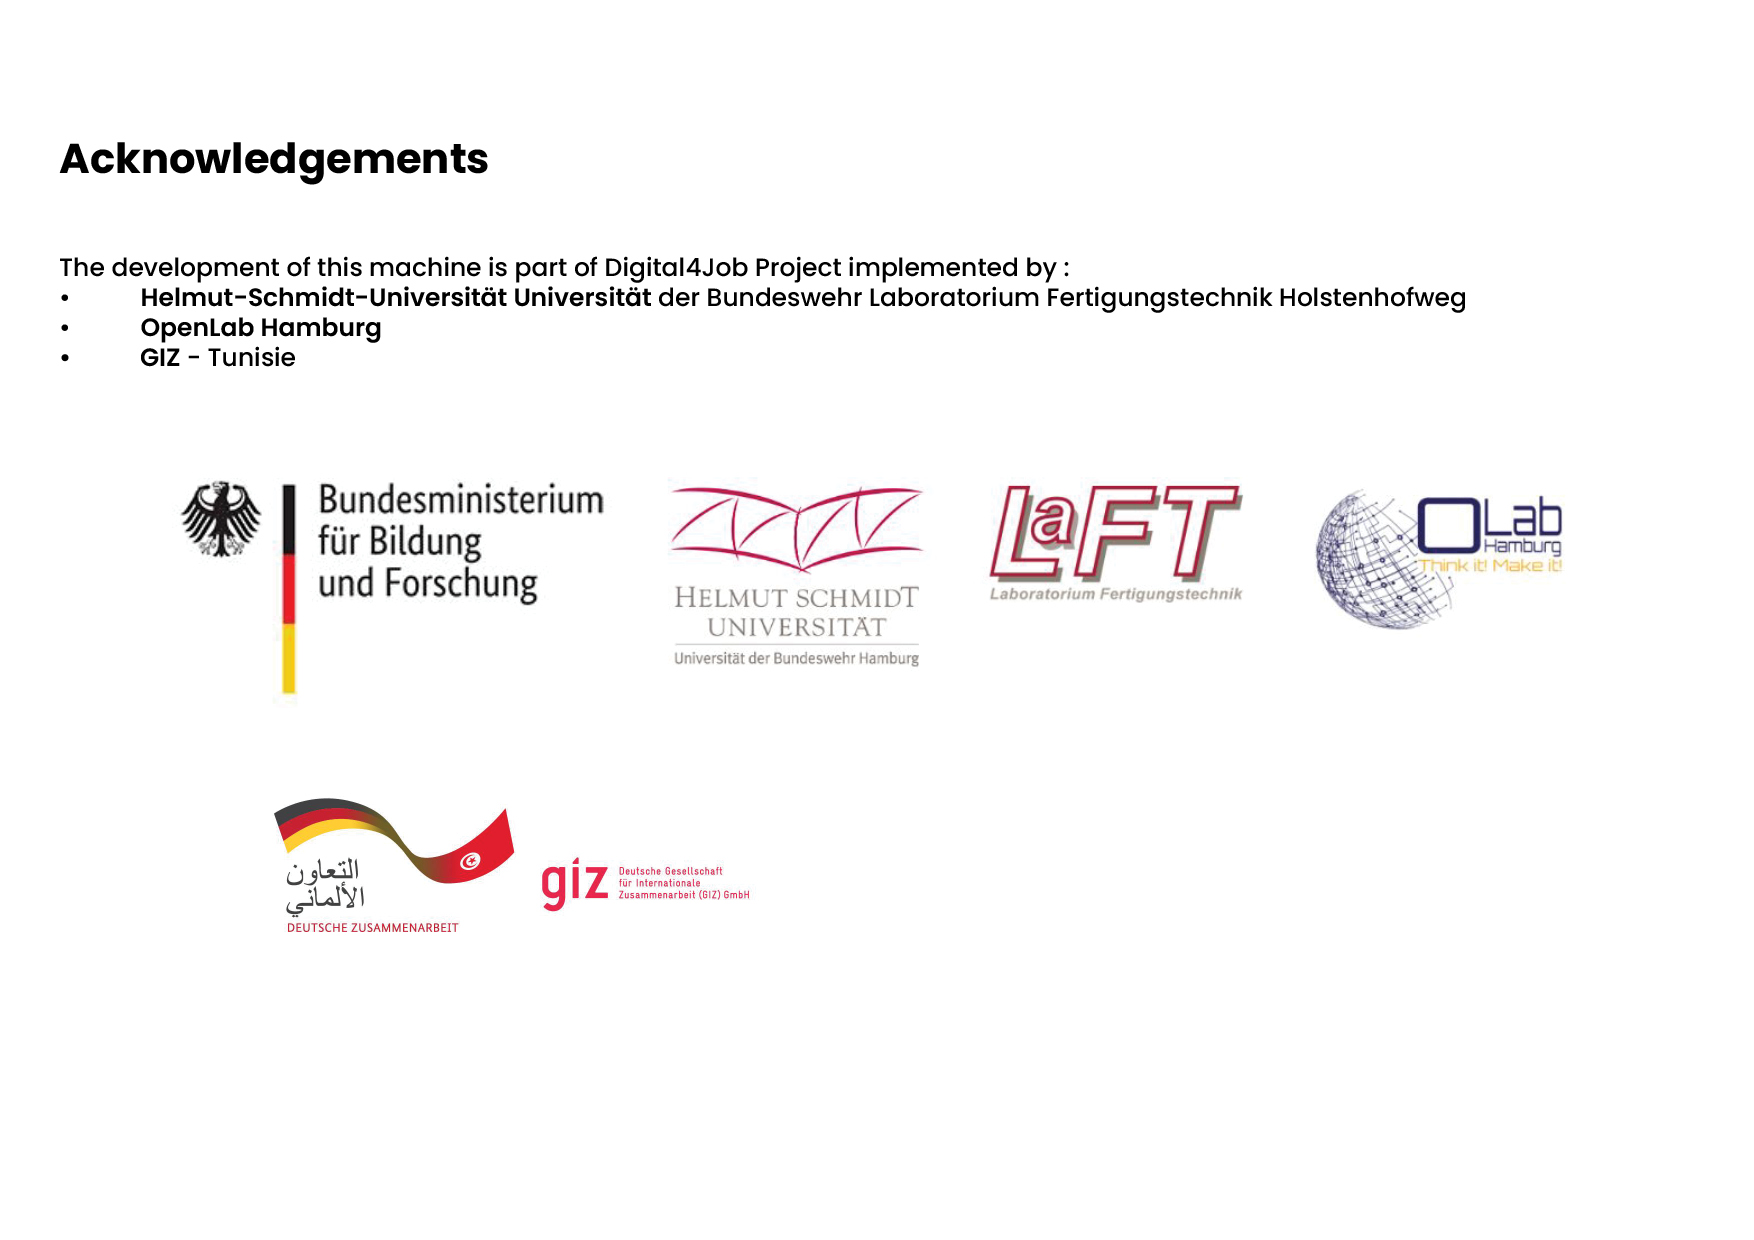 Acknowledgements
The development of this machine is part of Digital4Job Project implemented by :
• Helmut-Schmidt-Universität Universität der Bundeswehr Laboratorium Fertigungstechnik Holstenhofweg
• OpenLab Hamburg
• GIZ - Tunisie
Bundesministerium
für Bildung
und Forschung
HELMUT SCHMIDT
UNIVERSITÄT
Universität der Bundeswehr Hamburg
LaFT
Laboratorium Fertigungstechnik
OLab
Hamburg
Think it! Make it!
التعاون
الألماني
DEUTSCHE ZUSAMMENARBEIT
giz
Deutsche Gesellschaft
für Internationale
Zusammenarbeit (GIZ) GmbH